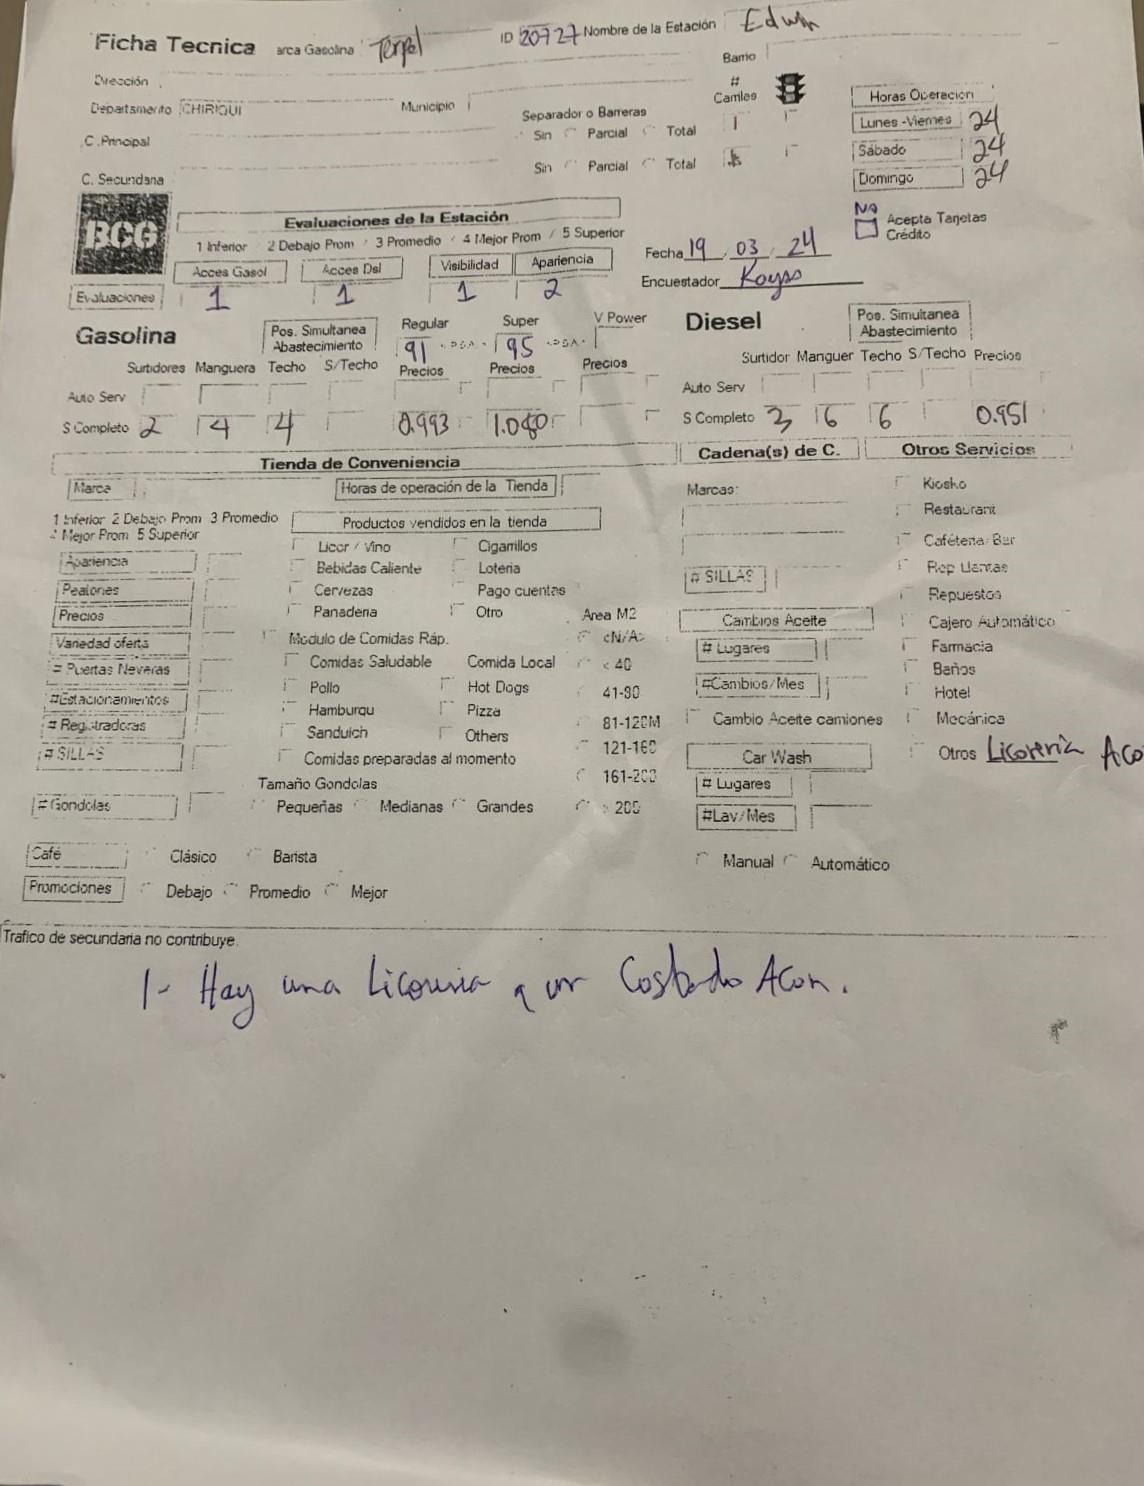 Ficha Tecnica arca Gasolina Terpel ID 20727 Nombre de la Estación Edwin
Dirección Barrio
Departamento CHIRIQUI Municipio Separador o Barreras # Carriles Horas Operacion
C .Principal Sin Parcial Total 1 Lunes -Viernes 24
Sin Parcial Total Sábado 24
C. Secundaria Domingo 24
BCG Evaluaciones de la Estación NO Acepta Tarjetas Crédito
1 Inferior / 2 Debajo Prom / 3 Promedio / 4 Mejor Prom / 5 Superior Fecha 19 / 03 / 24
Acces Gasol Acces Dsl Visibilidad Apariencia Encuestador
Evaluaciones 1 1 1 2
Gasolina Pos. Simultanea Abastecimiento Regular 91 Super 95 V Power Diesel Pos. Simultanea Abastecimiento
Surtidores Manguera Techo S/Techo Precios Precios Precios Surtidor Manguer Techo S/Techo Precios
Auto Serv Auto Serv
S Completo 2 4 4 0.993 S Completo 3 6 6 0.951
Tienda de Conveniencia Cadena(s) de C. Otros Servicios
Marca Horas de operación de la Tienda Marcas: Kiosko
1 Inferior 2 Debajo Prom 3 Promedio Productos vendidos en la tienda Restaurant
4 Mejor Prom 5 Superior Licor / Vino Cigarrillos Caféteria/Bar
Apariencia Bebidas Caliente Loteria # SILLAS Rep Llantas
Peatones Cervezas Pago cuentas Repuestos
Precios Panaderia Otro Area M2 Cambios Aceite Cajero Automático
Variedad oferta Modulo de Comidas Ráp. <N/A> # Lugares Farmacia
# Puertas Neveras Comidas Saludable Comida Local < 40 Baños
#Estacionamientos Pollo Hot Dogs 41-80 #Cambios/Mes Hotel
# Registradoras Hamburqu Pizza 81-120M Cambio Aceite camiones Mecánica
# SILLAS Sanduich Others 121-160 Car Wash Otros Licorería Aco
Comidas preparadas al momento 161-200 # Lugares
Tamaño Gondolas
# Gondolas Pequeñas Medianas Grandes > 200 #Lav/Mes
Café Clásico Barista Manual Automático
Promociones Debajo Promedio Mejor
Trafico de secundaria no contribuye.
1- Hay una Licorería a un Costado Acon.